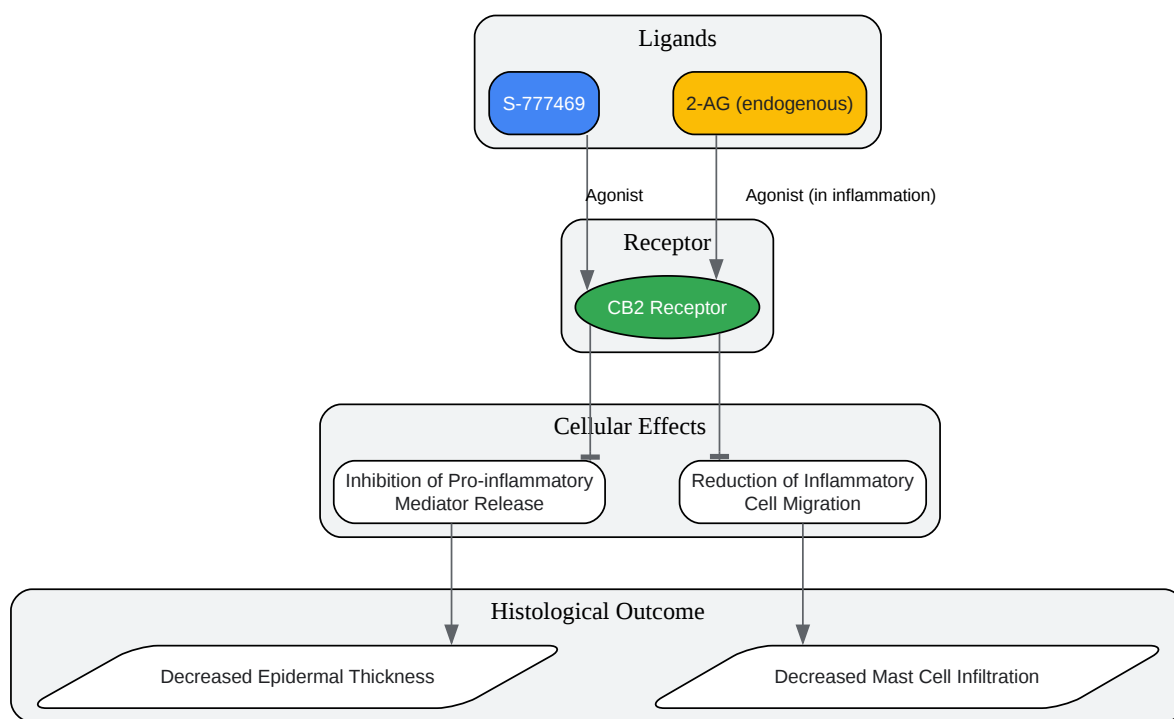 Ligands
S-777469
2-AG (endogenous)
Agonist
Agonist (in inflammation)
Receptor
CB2 Receptor
Cellular Effects
Inhibition of Pro-inflammatory
Mediator Release
Reduction of Inflammatory
Cell Migration
Histological Outcome
Decreased Epidermal Thickness
Decreased Mast Cell Infiltration